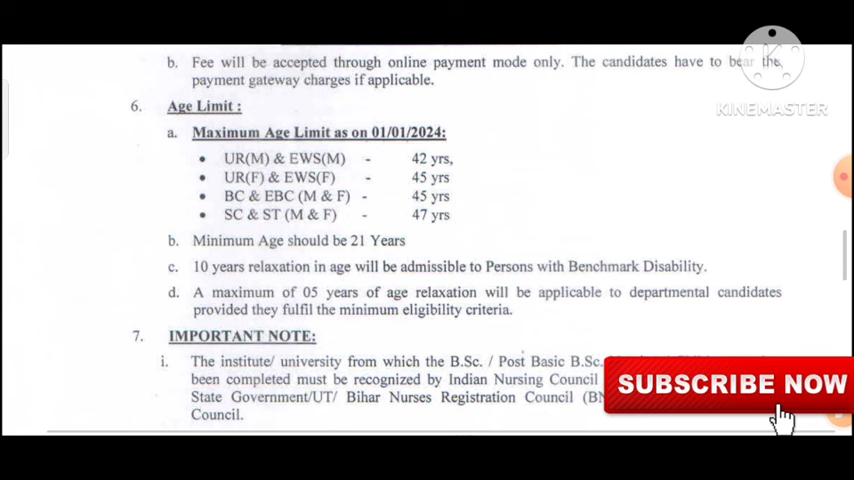 b. Fee will be accepted through online payment mode only. The candidates have to bear the
payment gateway charges if applicable.
KINEMASTER
6. Age Limit :
a. Maximum Age Limit as on 01/01/2024:
• UR(M) & EWS(M) - 42 yrs,
• UR(F) & EWS(F) - 45 yrs
• BC & EBC (M & F) - 45 yrs
• SC & ST (M & F) - 47 yrs
b. Minimum Age should be 21 Years
c. 10 years relaxation in age will be admissible to Persons with Benchmark Disability.
d. A maximum of 05 years of age relaxation will be applicable to departmental candidates
provided they fulfil the minimum eligibility criteria.
7. IMPORTANT NOTE:
i. The institute/ university from which the B.Sc. / Post Basic B.Sc.
been completed must be recognized by Indian Nursing Council
State Government/UT/ Bihar Nurses Registration Council
Council.
SUBSCRIBE NOW